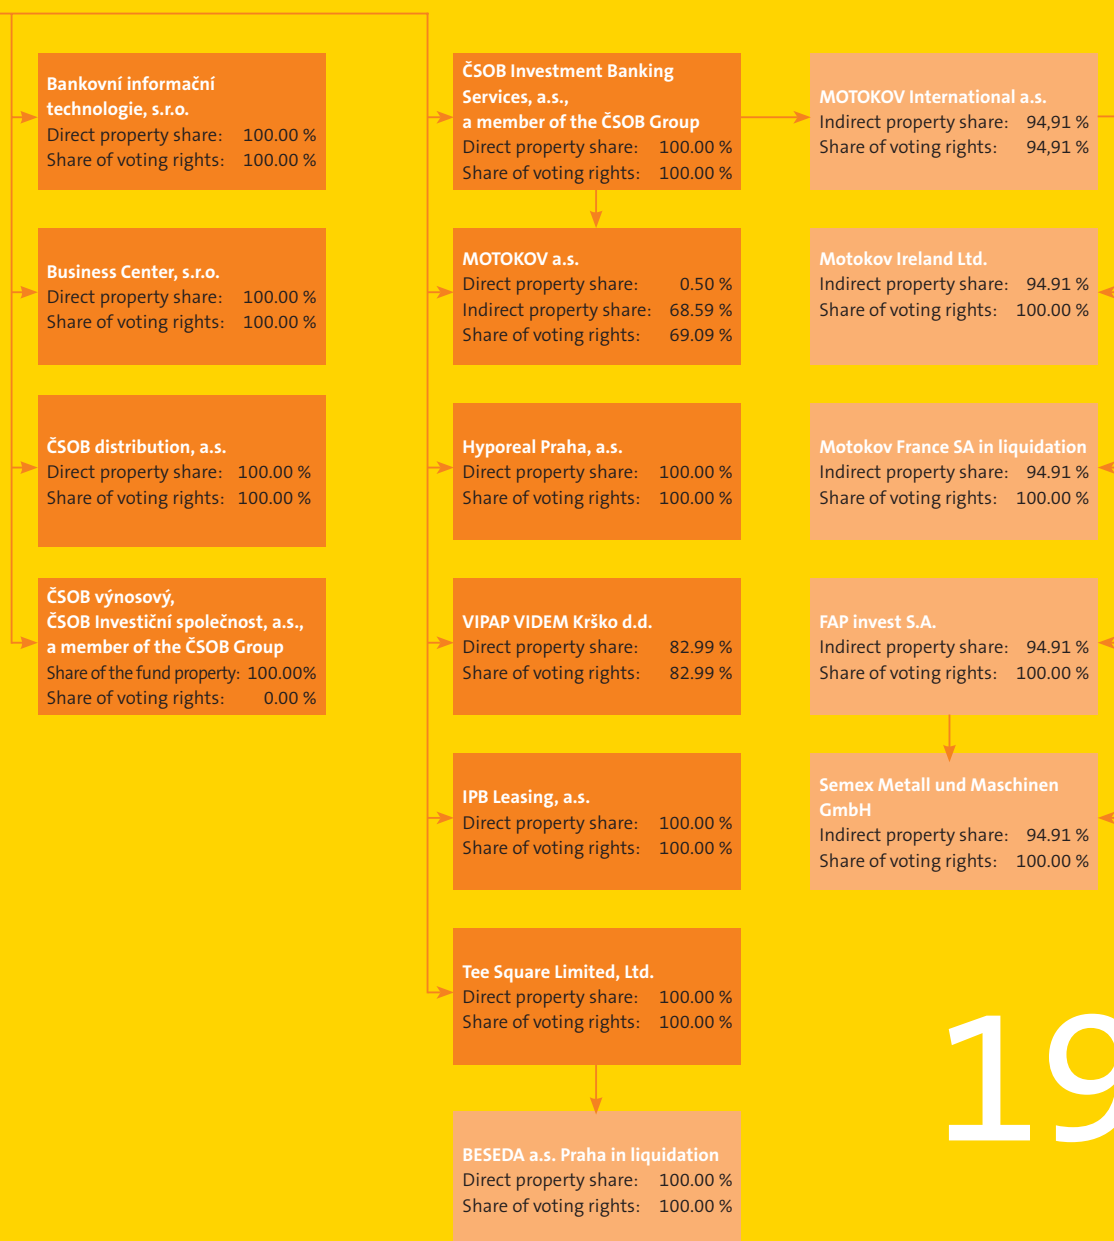 Bankovní informační
technologie, s.r.o.
Direct property share: 100.00 %
Share of voting rights: 100.00 %
Business Center, s.r.o.
Direct property share: 100.00 %
Share of voting rights: 100.00 %
ČSOB distribution, a.s.
Direct property share: 100.00 %
Share of voting rights: 100.00 %
ČSOB výnosový,
ČSOB Investiční společnost, a.s.,
a member of the ČSOB Group
Share of the fund property: 100.00%
Share of voting rights: 0.00 %
ČSOB Investment Banking
Services, a.s.,
a member of the ČSOB Group
Direct property share: 100.00 %
Share of voting rights: 100.00 %
MOTOKOV a.s.
Direct property share: 0.50 %
Indirect property share: 68.59 %
Share of voting rights: 69.09 %
Hyporeal Praha, a.s.
Direct property share: 100.00 %
Share of voting rights: 100.00 %
VIPAP VIDEM Krško d.d.
Direct property share: 82.99 %
Share of voting rights: 82.99 %
IPB Leasing, a.s.
Direct property share: 100.00 %
Share of voting rights: 100.00 %
Tee Square Limited, Ltd.
Direct property share: 100.00 %
Share of voting rights: 100.00 %
BESEDA a.s. Praha in liquidation
Direct property share: 100.00 %
Share of voting rights: 100.00 %
MOTOKOV International a.s.
Indirect property share: 94,91 %
Share of voting rights: 94,91 %
Motokov Ireland Ltd.
Indirect property share: 94.91 %
Share of voting rights: 100.00 %
Motokov France SA in liquidation
Indirect property share: 94.91 %
Share of voting rights: 100.00 %
FAP invest S.A.
Indirect property share: 94.91 %
Share of voting rights: 100.00 %
Semex Metall und Maschinen
GmbH
Indirect property share: 94.91 %
Share of voting rights: 100.00 %
19